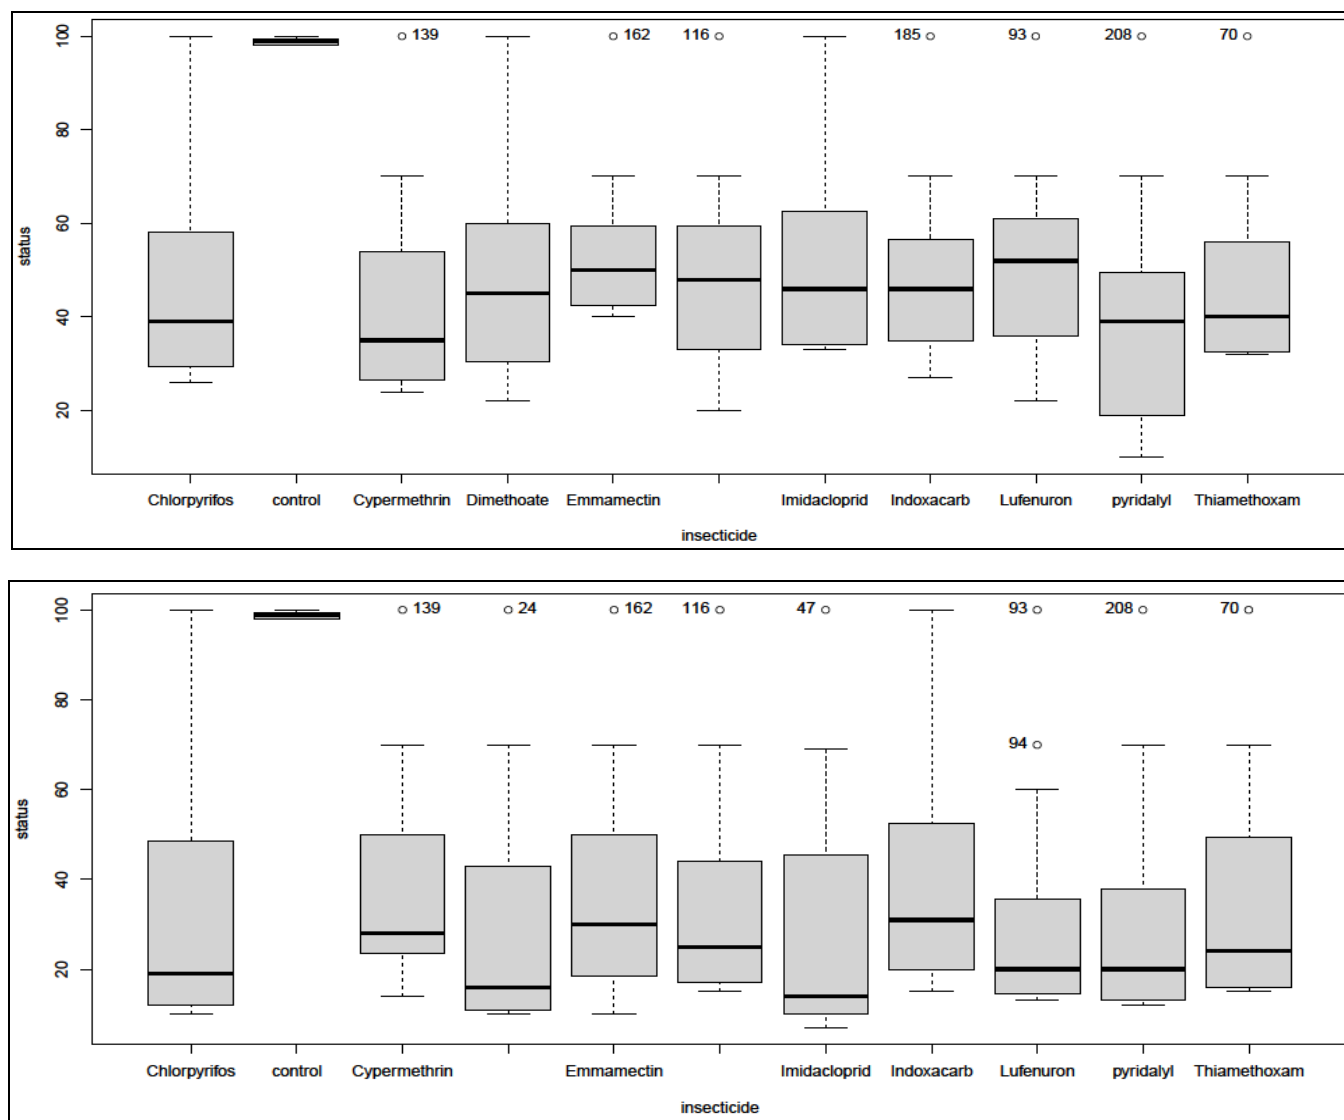 139 162 116 185 93 208 70
100
80
60
40
20
status
Chlorpyrifos control Cypermethrin Dimethoate Emmamectin Imidacloprid Indoxacarb Lufenuron pyridalyl Thiamethoxam
insecticide
139 24 162 116 47 93 208 70
100
80
94
60
40
20
status
Chlorpyrifos control Cypermethrin Emmamectin Imidacloprid Indoxacarb Lufenuron pyridalyl Thiamethoxam
insecticide